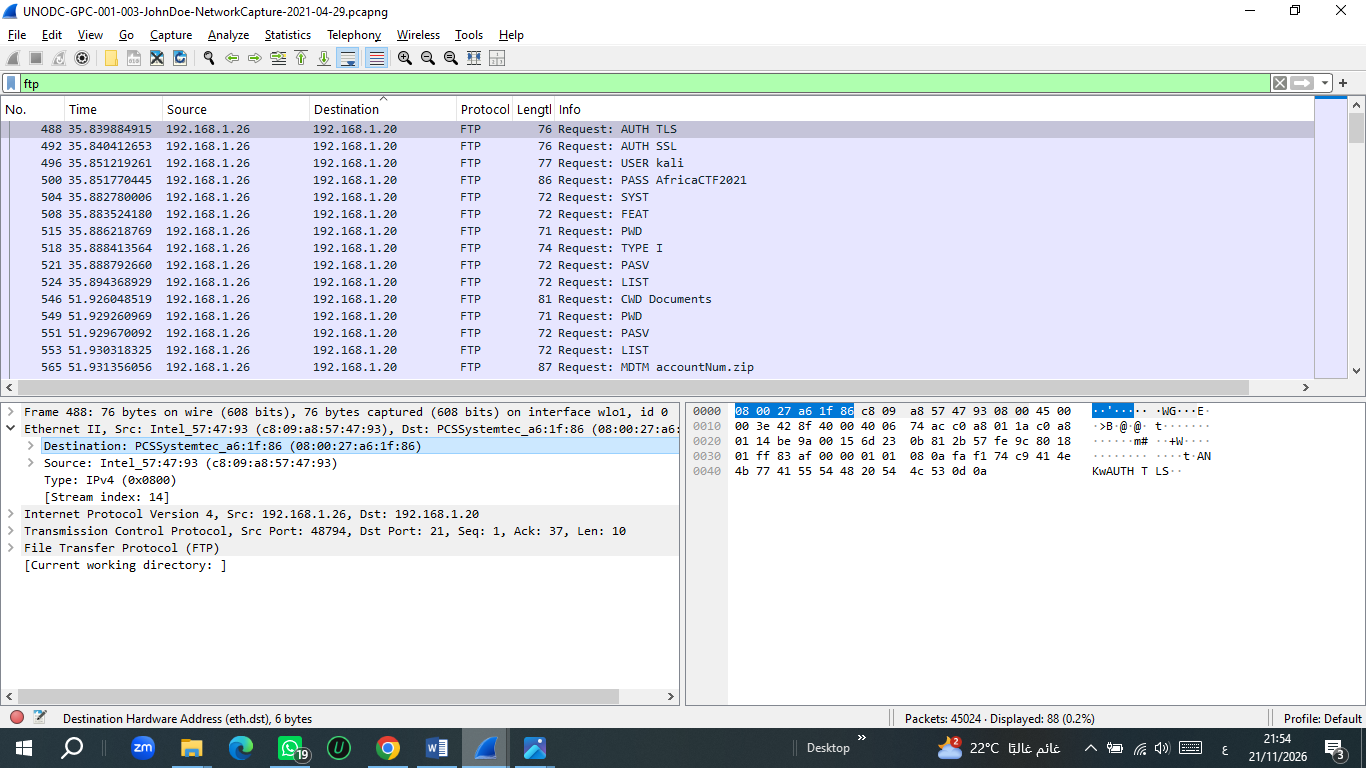 UNODC-GPC-001-003-JohnDoe-NetworkCapture-2021-04-29.pcapng
File Edit View Go Capture Analyze Statistics Telephony Wireless Tools Help
ftp
No. Time Source Destination Protocol Lengtl Info
488 35.839884915 192.168.1.26 192.168.1.20 FTP 76 Request: AUTH TLS
492 35.840412653 192.168.1.26 192.168.1.20 FTP 76 Request: AUTH SSL
496 35.851219261 192.168.1.26 192.168.1.20 FTP 77 Request: USER kali
500 35.851770445 192.168.1.26 192.168.1.20 FTP 86 Request: PASS AfricaCTF2021
504 35.882780006 192.168.1.26 192.168.1.20 FTP 72 Request: SYST
508 35.883524180 192.168.1.26 192.168.1.20 FTP 72 Request: FEAT
515 35.886218769 192.168.1.26 192.168.1.20 FTP 71 Request: PWD
518 35.888413564 192.168.1.26 192.168.1.20 FTP 74 Request: TYPE I
521 35.888792660 192.168.1.26 192.168.1.20 FTP 72 Request: PASV
524 35.894368929 192.168.1.26 192.168.1.20 FTP 72 Request: LIST
546 51.926048519 192.168.1.26 192.168.1.20 FTP 81 Request: CWD Documents
549 51.929260969 192.168.1.26 192.168.1.20 FTP 71 Request: PWD
551 51.929670092 192.168.1.26 192.168.1.20 FTP 72 Request: PASV
553 51.930318325 192.168.1.26 192.168.1.20 FTP 72 Request: LIST
565 51.931356056 192.168.1.26 192.168.1.20 FTP 87 Request: MDTM accountNum.zip
Frame 488: 76 bytes on wire (608 bits), 76 bytes captured (608 bits) on interface wlo1, id 0
Ethernet II, Src: Intel_57:47:93 (c8:09:a8:57:47:93), Dst: PCSSystemtec_a6:1f:86 (08:00:27:a6:
Destination: PCSSystemtec_a6:1f:86 (08:00:27:a6:1f:86)
Source: Intel_57:47:93 (c8:09:a8:57:47:93)
Type: IPv4 (0x0800)
[Stream index: 14]
Internet Protocol Version 4, Src: 192.168.1.26, Dst: 192.168.1.20
Transmission Control Protocol, Src Port: 48794, Dst Port: 21, Seq: 1, Ack: 37, Len: 10
File Transfer Protocol (FTP)
[Current working directory: ]
0000 08 00 27 a6 1f 86 c8 09 a8 57 47 93 08 00 45 00 ··'····· ·WG···E·
0010 00 3e 42 8f 40 00 40 06 74 ac c0 a8 01 1a c0 a8 ·>B·@·@· t·······
0020 01 14 be 9a 00 15 6d 23 0b 81 2b 57 fe 9c 80 18 ······m# ··+W····
0030 01 ff 83 af 00 00 01 01 08 0a fa f1 74 c9 41 4e ········ ····t·AN
0040 4b 77 41 55 54 48 20 54 4c 53 0d 0a KwAUTH T LS··
Destination Hardware Address (eth.dst), 6 bytes
Packets: 45024 · Displayed: 88 (0.2%)
Profile: Default
zm
19
U
W
Desktop
2
22°C غائم غالبًا
ع
21:54
21/11/2026
3